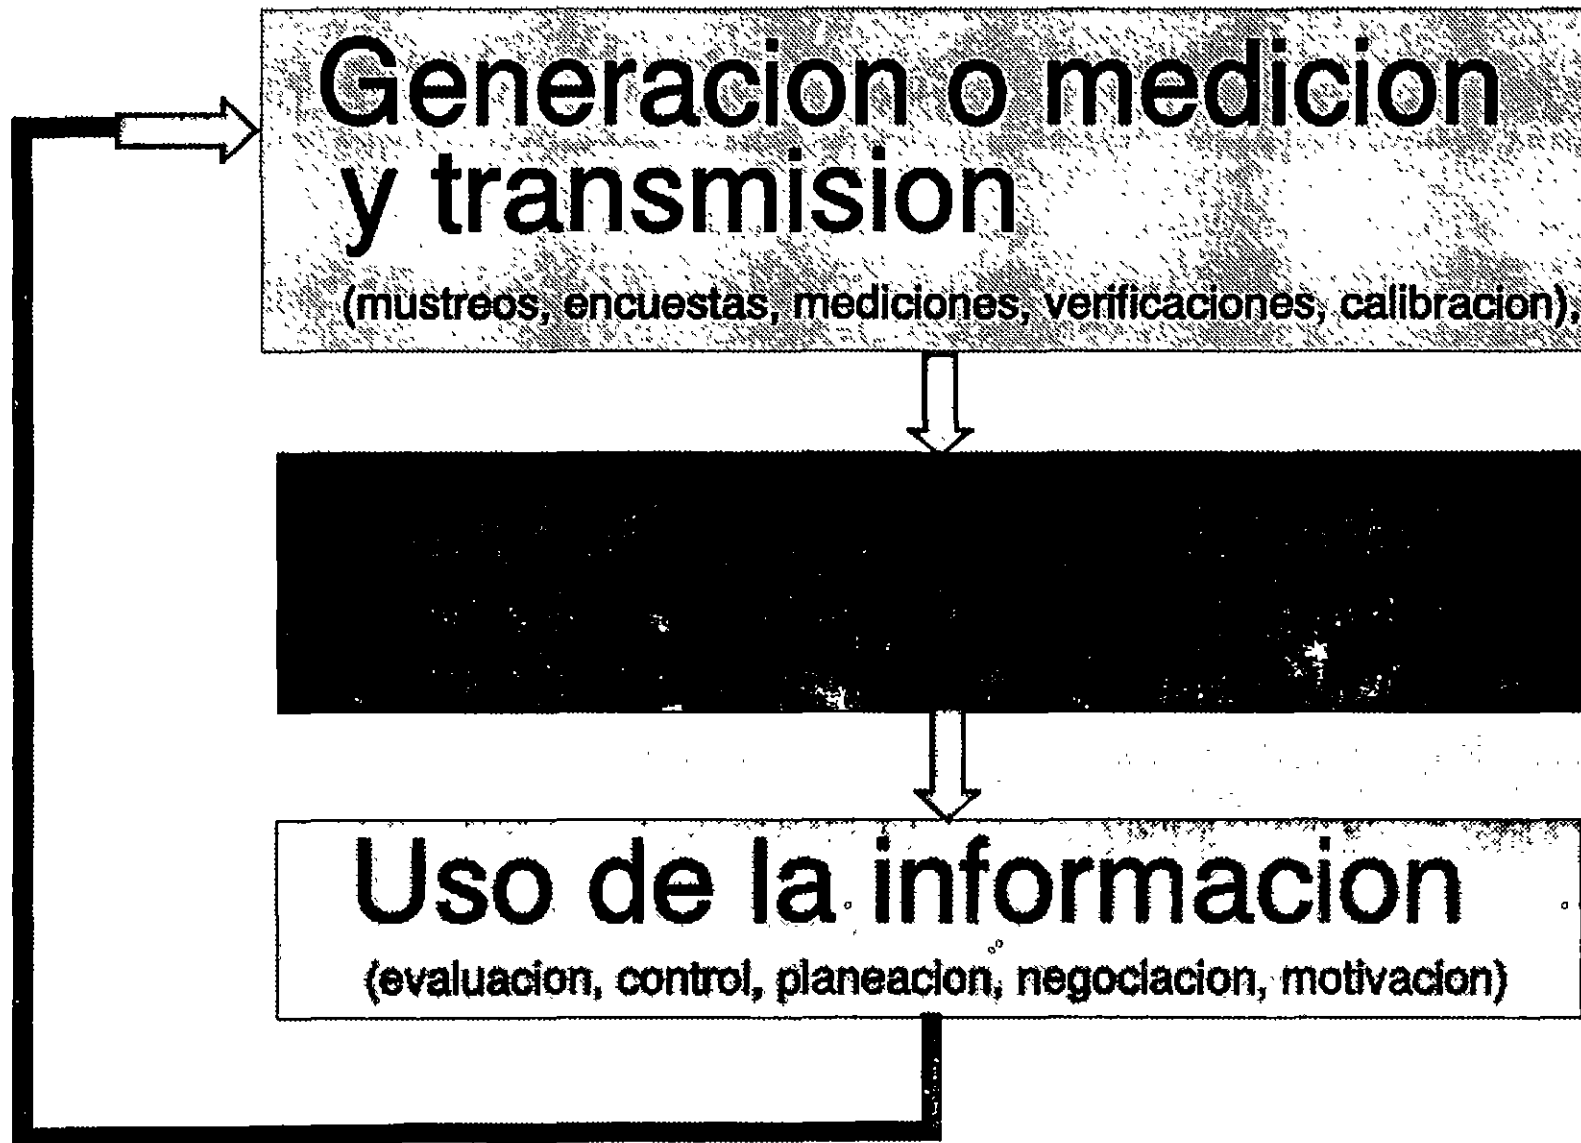 Generacion o medicion
y transmision
(mustreos, encuestas, mediciones, verificaciones, calibracion),
Uso de la informacion
(evaluacion, control, planeacion, negociacion, motivacion)